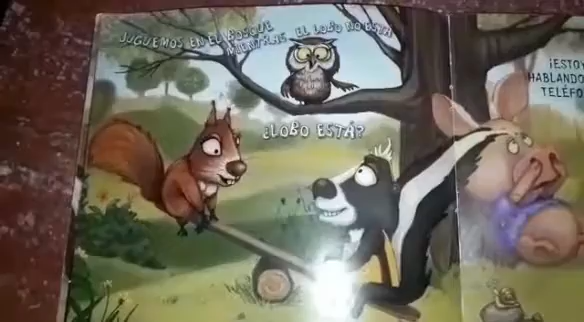 JUGUEMOS EN EL BOSQUE
MIENTRAS EL LOBO NO ESTÁ
¿LOBO ESTÁ?
¡ESTOY
HABLANDO
TELÉFO